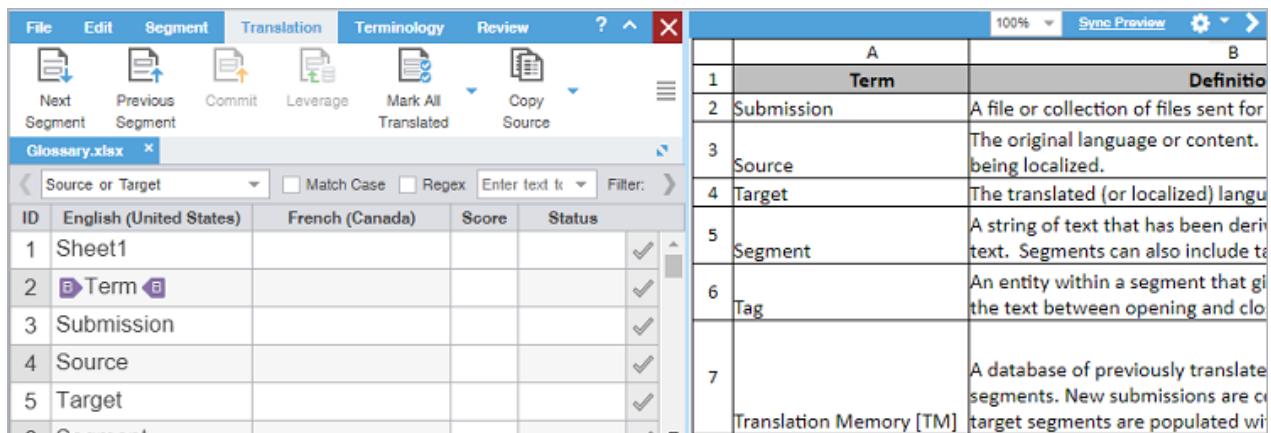 File Edit Segment Translation Terminology Review ?
Next Segment
Previous Segment
Commit
Leverage
Mark All Translated
Copy Source
Glossary.xlsx ×
Source or Target Match Case Regex Enter text Filter:
ID English (United States) French (Canada) Score Status
1 Sheet1
2 Term
3 Submission
4 Source
5 Target
100% Sync Preview
A B
1 Term Definitio
2 Submission A file or collection of files sent for
3 Source The original language or content.
being localized.
4 Target The translated (or localized) langu
5 Segment A string of text that has been deri
text. Segments can also include ta
6 Tag An entity within a segment that gi
the text between opening and clo
7 Translation Memory [TM] A database of previously translate
segments. New submissions are c
target segments are populated wi